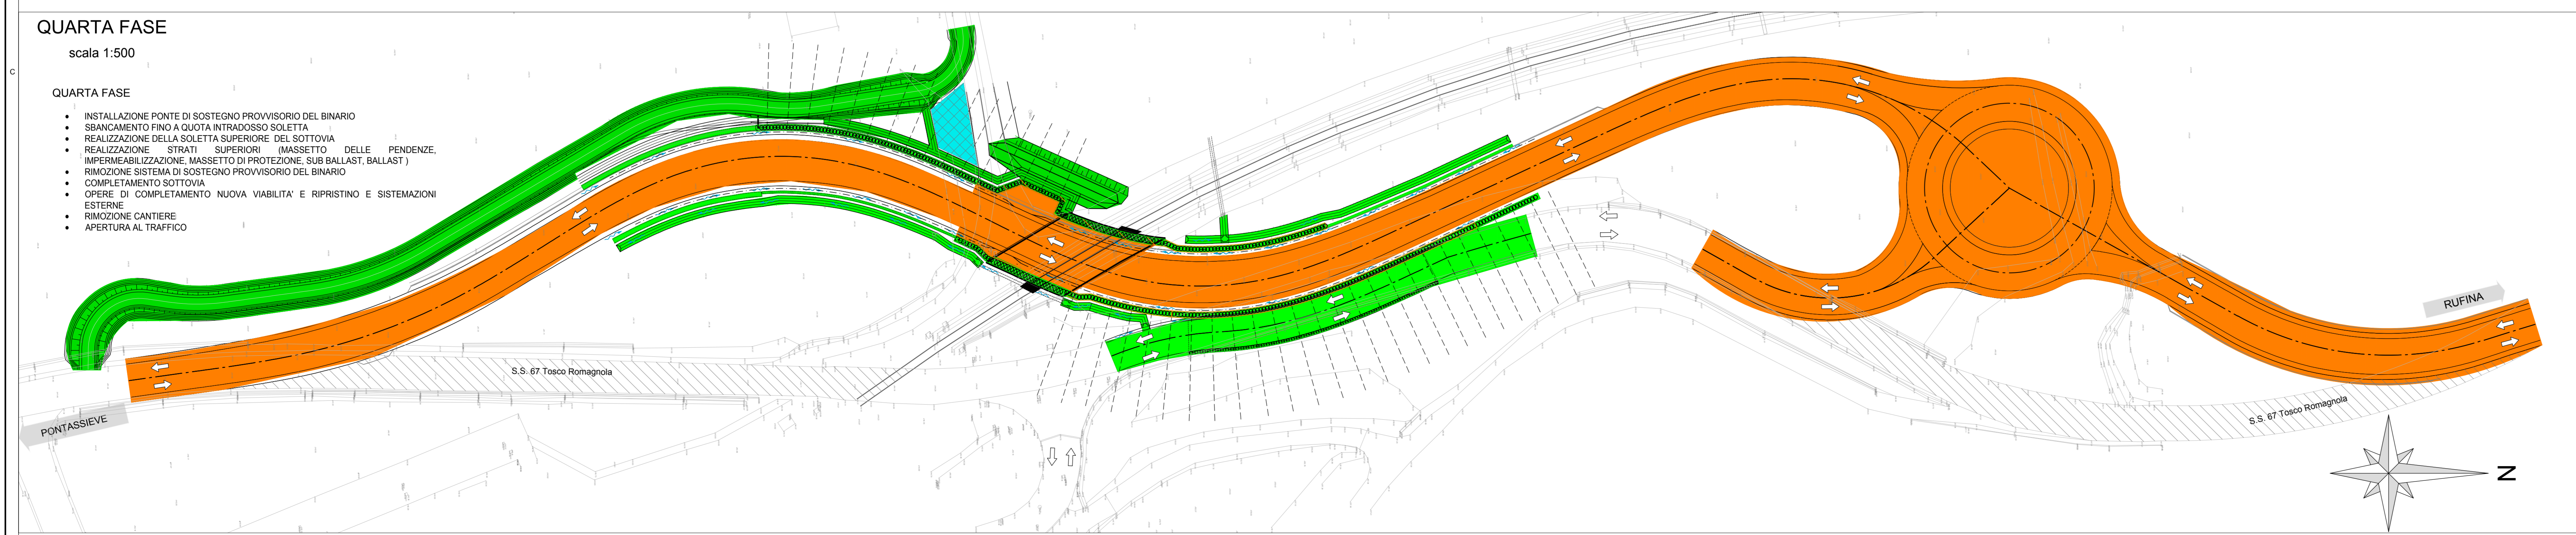 QUARTA FASE
scala 1:500
C
QUARTA FASE
• INSTALLAZIONE PONTE DI SOSTEGNO PROVVISORIO DEL BINARIO
• SBANCAMENTO FINO A QUOTA INTRADOSSO SOLETTA
• REALIZZAZIONE DELLA SOLETTA SUPERIORE DEL SOTTOVIA
• REALIZZAZIONE STRATI SUPERIORI (MASSETTO DELLE PENDENZE,
IMPERMEABILIZZAZIONE, MASSETTO DI PROTEZIONE, SUB BALLAST, BALLAST )
• RIMOZIONE SISTEMA DI SOSTEGNO PROVVISORIO DEL BINARIO
• COMPLETAMENTO SOTTOVIA
• OPERE DI COMPLETAMENTO NUOVA VIABILITA' E RIPRISTINO E SISTEMAZIONI
ESTERNE
• RIMOZIONE CANTIERE
• APERTURA AL TRAFFICO
RUFINA
S.S. 67 Tosco Romagnola
PONTASSIEVE
S.S. 67 Tosco Romagnola
N